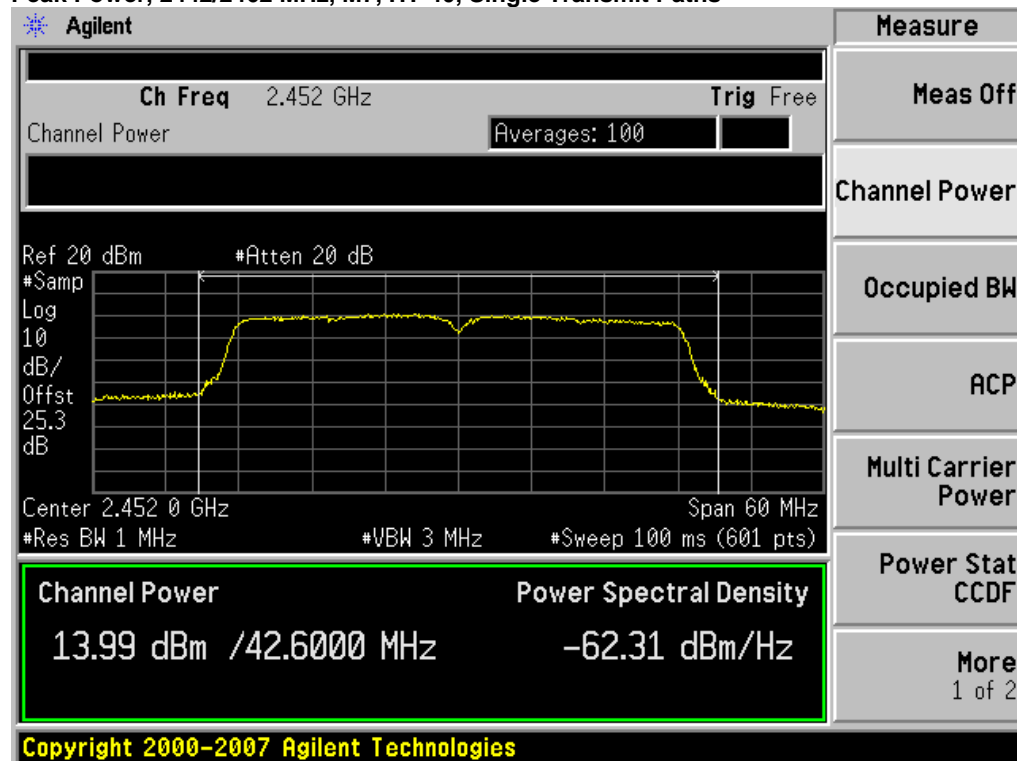 Agilent
Measure
Ch Freq 2.452 GHz Trig Free
Channel Power Averages: 100
Meas Off
Channel Power
Ref 20 dBm #Atten 20 dB
#Samp
Log
10
dB/
Offst
25.3
dB
Occupied BW
ACP
Multi Carrier
Power
Center 2.452 0 GHz Span 60 MHz
#Res BW 1 MHz #VBW 3 MHz #Sweep 100 ms (601 pts)
Channel Power Power Spectral Density
13.99 dBm /42.6000 MHz -62.31 dBm/Hz
Power Stat
CCDF
More
1 of 2
Copyright 2000-2007 Agilent Technologies